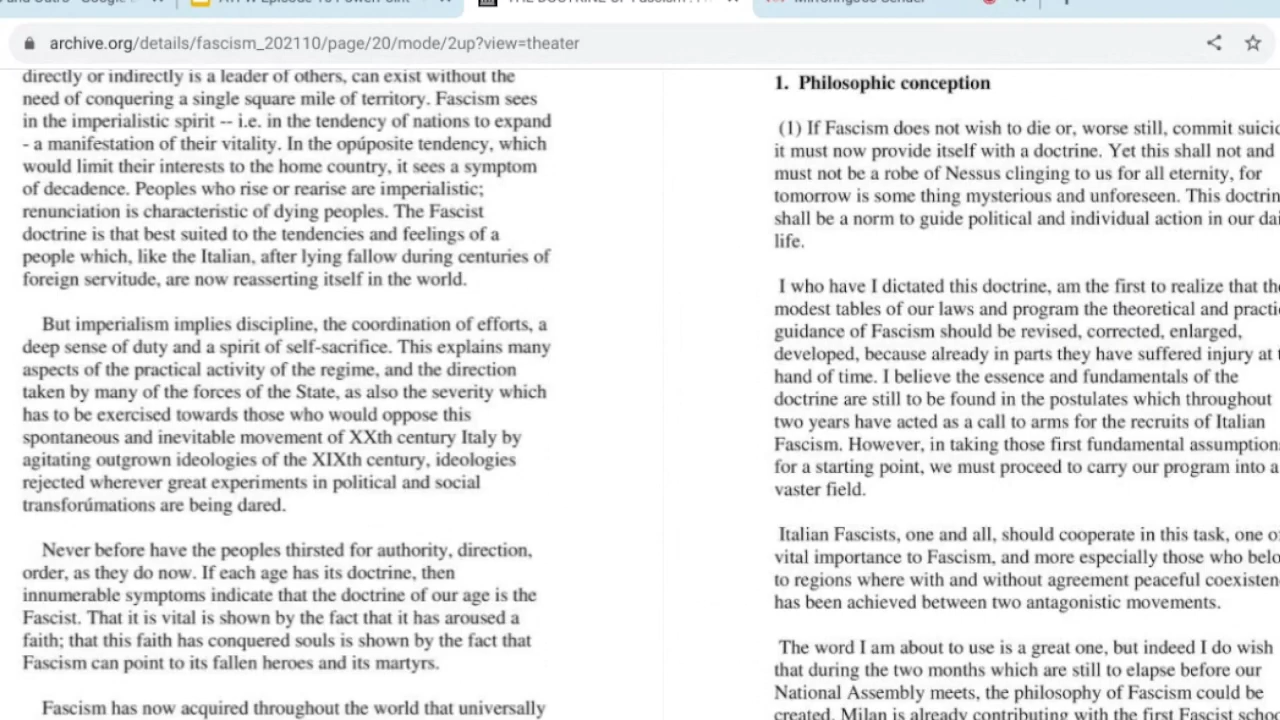 archive.org/details/fascism_202110/page/20/mode/2up?view=theater
directly or indirectly is a leader of others, can exist without the
need of conquering a single square mile of territory. Fascism sees
in the imperialistic spirit -- i.e. in the tendency of nations to expand
- a manifestation of their vitality. In the opúposite tendency, which
would limit their interests to the home country, it sees a symptom
of decadence. Peoples who rise or rearise are imperialistic;
renunciation is characteristic of dying peoples. The Fascist
doctrine is that best suited to the tendencies and feelings of a
people which, like the Italian, after lying fallow during centuries of
foreign servitude, are now reasserting itself in the world.
But imperialism implies discipline, the coordination of efforts, a
deep sense of duty and a spirit of self-sacrifice. This explains many
aspects of the practical activity of the regime, and the direction
taken by many of the forces of the State, as also the severity which
has to be exercised towards those who would oppose this
spontaneous and inevitable movement of XXth century Italy by
agitating outgrown ideologies of the XIXth century, ideologies
rejected wherever great experiments in political and social
transforúmations are being dared.
Never before have the peoples thirsted for authority, direction,
order, as they do now. If each age has its doctrine, then
innumerable symptoms indicate that the doctrine of our age is the
Fascist. That it is vital is shown by the fact that it has aroused a
faith; that this faith has conquered souls is shown by the fact that
Fascism can point to its fallen heroes and its martyrs.
Fascism has now acquired throughout the world that universally
1. Philosophic conception
(1) If Fascism does not wish to die or, worse still, commit suici
it must now provide itself with a doctrine. Yet this shall not and
must not be a robe of Nessus clinging to us for all eternity, for
tomorrow is some thing mysterious and unforeseen. This doctrin
shall be a norm to guide political and individual action in our dai
life.
I who have I dictated this doctrine, am the first to realize that the
modest tables of our laws and program the theoretical and practi
guidance of Fascism should be revised, corrected, enlarged,
developed, because already in parts they have suffered injury at t
hand of time. I believe the essence and fundamentals of the
doctrine are still to be found in the postulates which throughout
two years have acted as a call to arms for the recruits of Italian
Fascism. However, in taking those first fundamental assumption
for a starting point, we must proceed to carry our program into a
vaster field.
Italian Fascists, one and all, should cooperate in this task, one o
vital importance to Fascism, and more especially those who belo
to regions where with and without agreement peaceful coexisten
has been achieved between two antagonistic movements.
The word I am about to use is a great one, but indeed I do wish
that during the two months which are still to elapse before our
National Assembly meets, the philosophy of Fascism could be
created. Milan is already contributing with the first Fascist schoo